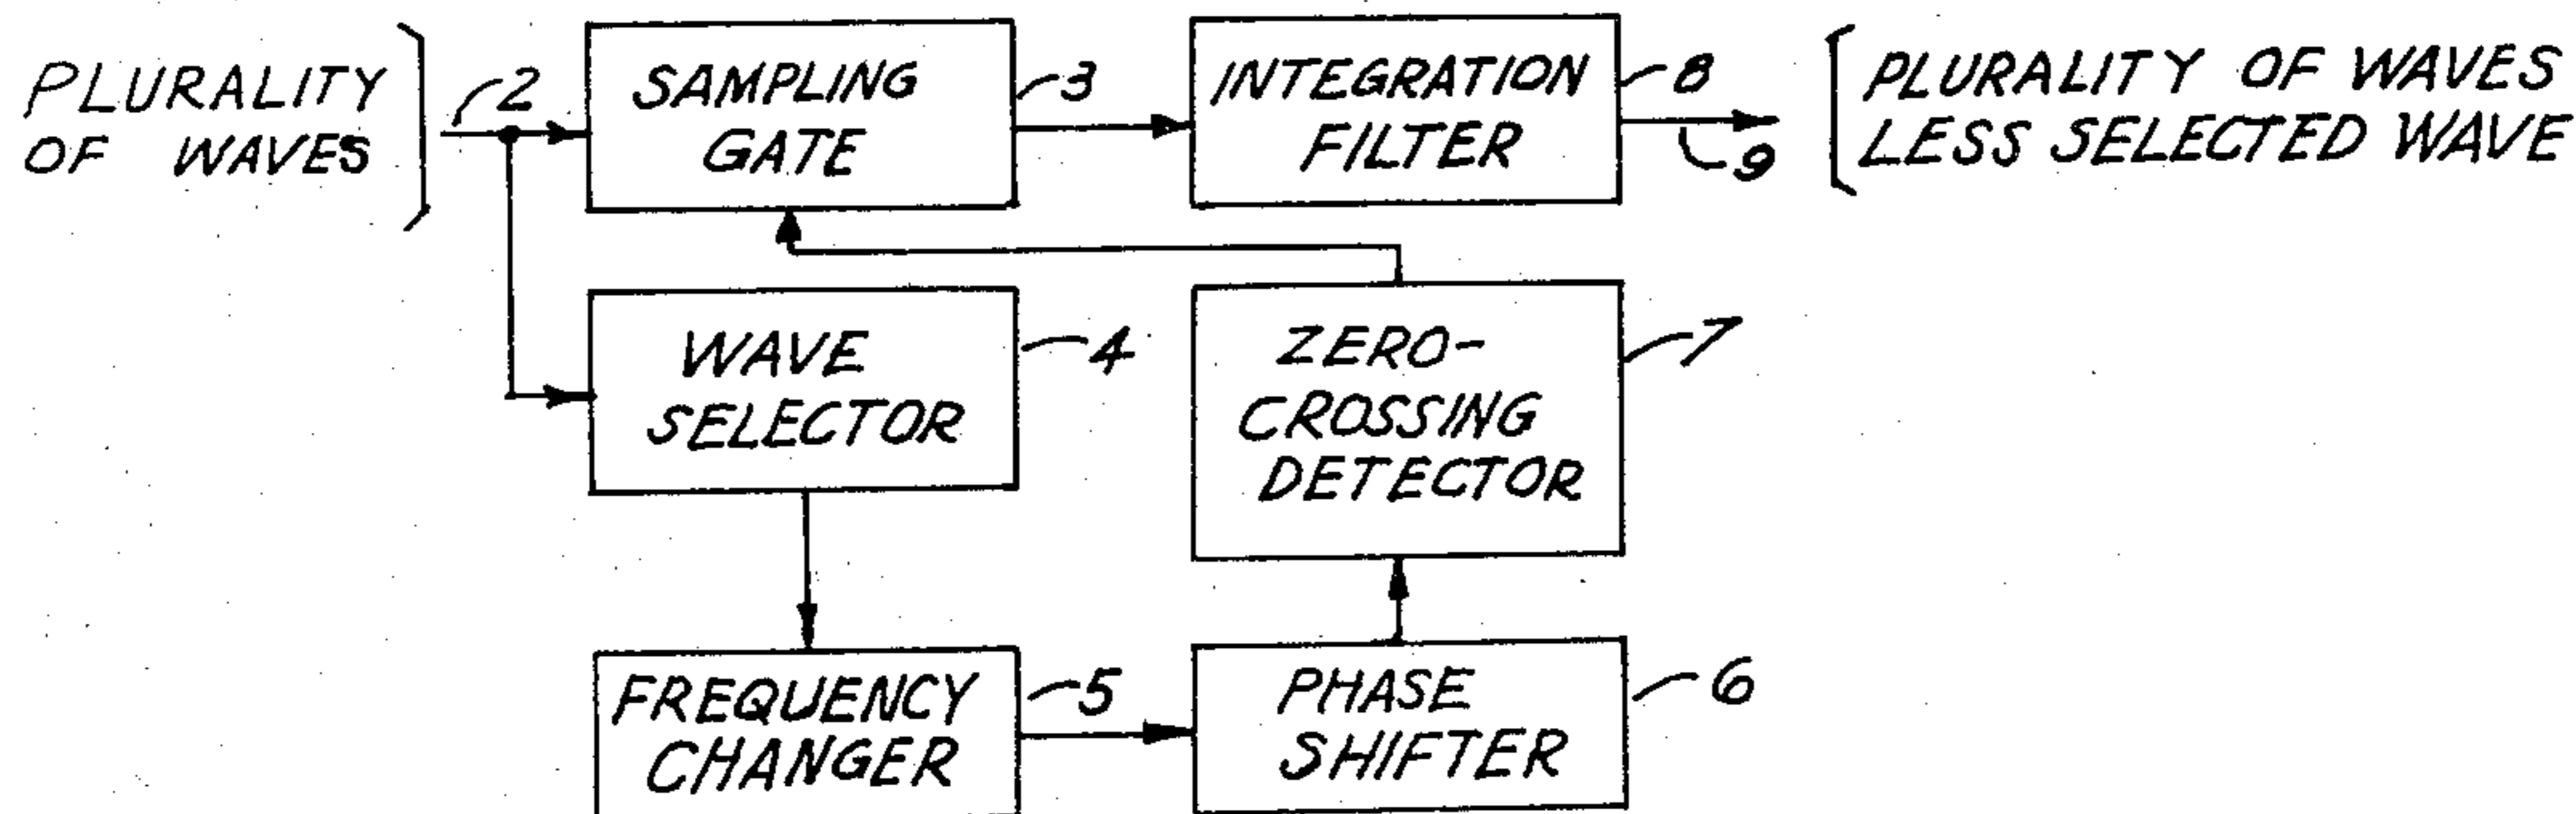 PLURALITY
OF WAVES
2
SAMPLING
GATE
3
INTEGRATION
FILTER
8
9
PLURALITY OF WAVES
LESS SELECTED WAVE
WAVE
SELECTOR
4
ZERO-
CROSSING
DETECTOR
7
FREQUENCY
CHANGER
5
PHASE
SHIFTER
6